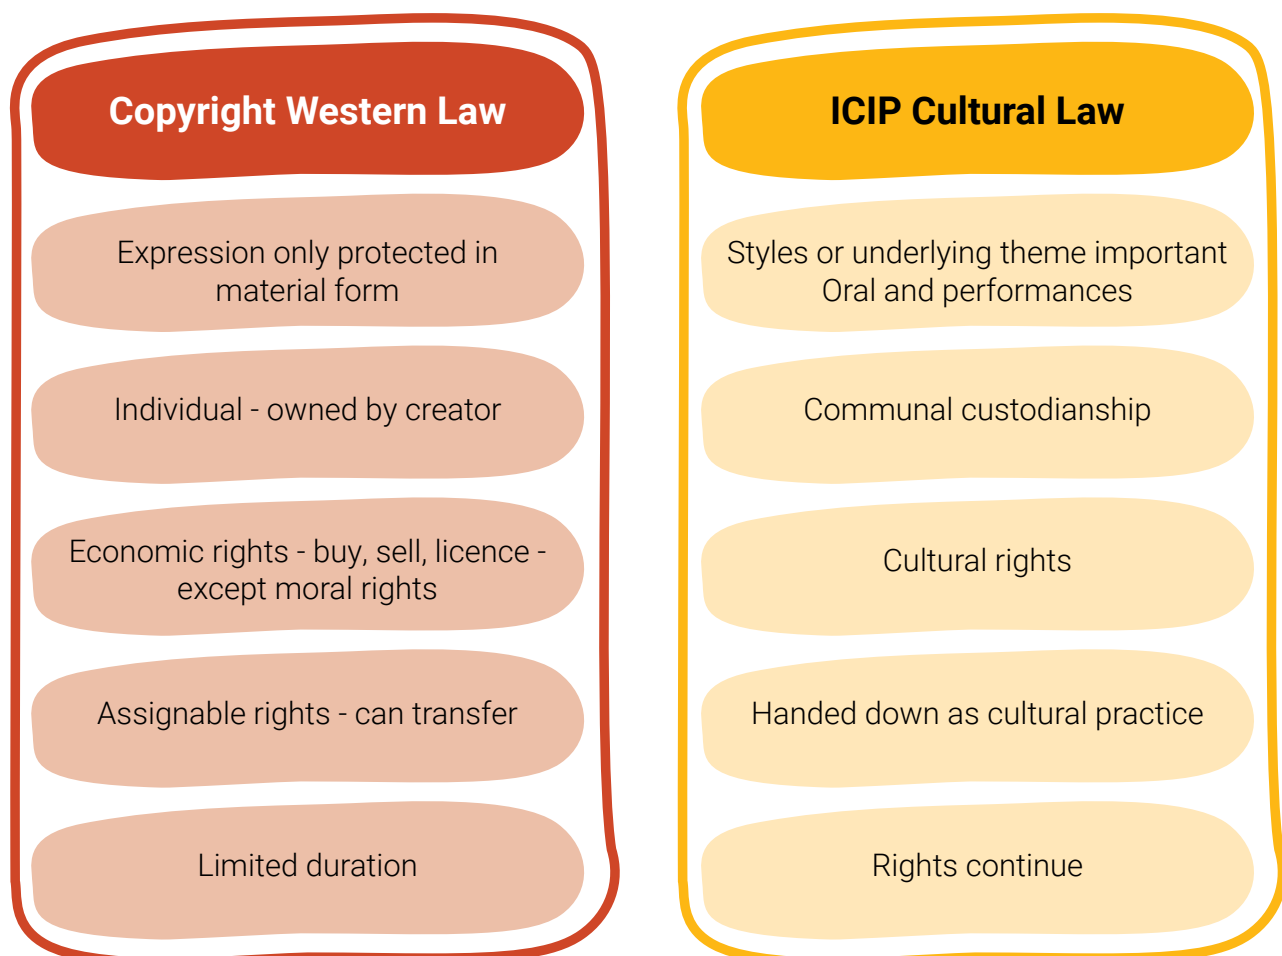 Copyright Western Law
Expression only protected in
material form
Individual - owned by creator
Economic rights - buy, sell, licence -
except moral rights
Assignable rights - can transfer
Limited duration
ICIP Cultural Law
Styles or underlying theme important
Oral and performances
Communal custodianship
Cultural rights
Handed down as cultural practice
Rights continue